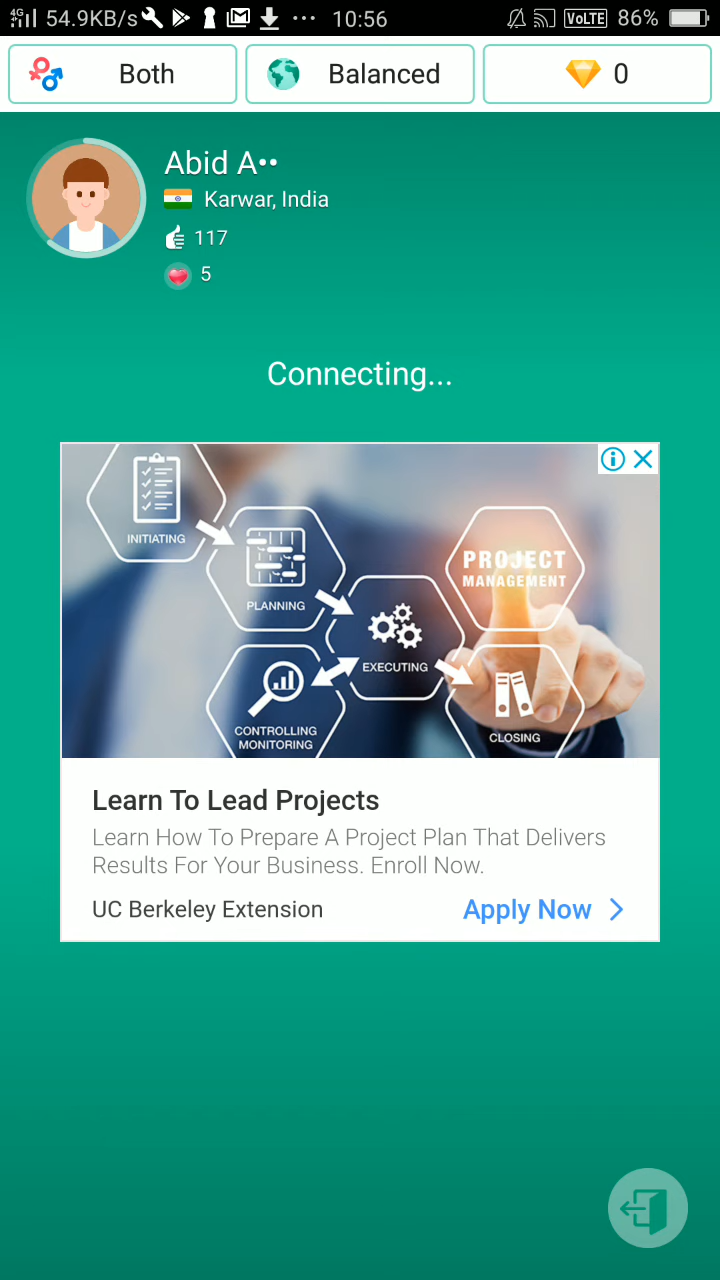 4G 54.9KB/s ... 10:56 VoLTE 86%
Both Balanced 0
Abid A••
Karwar, India
117
5
Connecting...
INITIATING
PLANNING
PROJECT
MANAGEMENT
EXECUTING
CONTROLLING
MONITORING
CLOSING
Learn To Lead Projects
Learn How To Prepare A Project Plan That Delivers
Results For Your Business. Enroll Now.
UC Berkeley Extension Apply Now